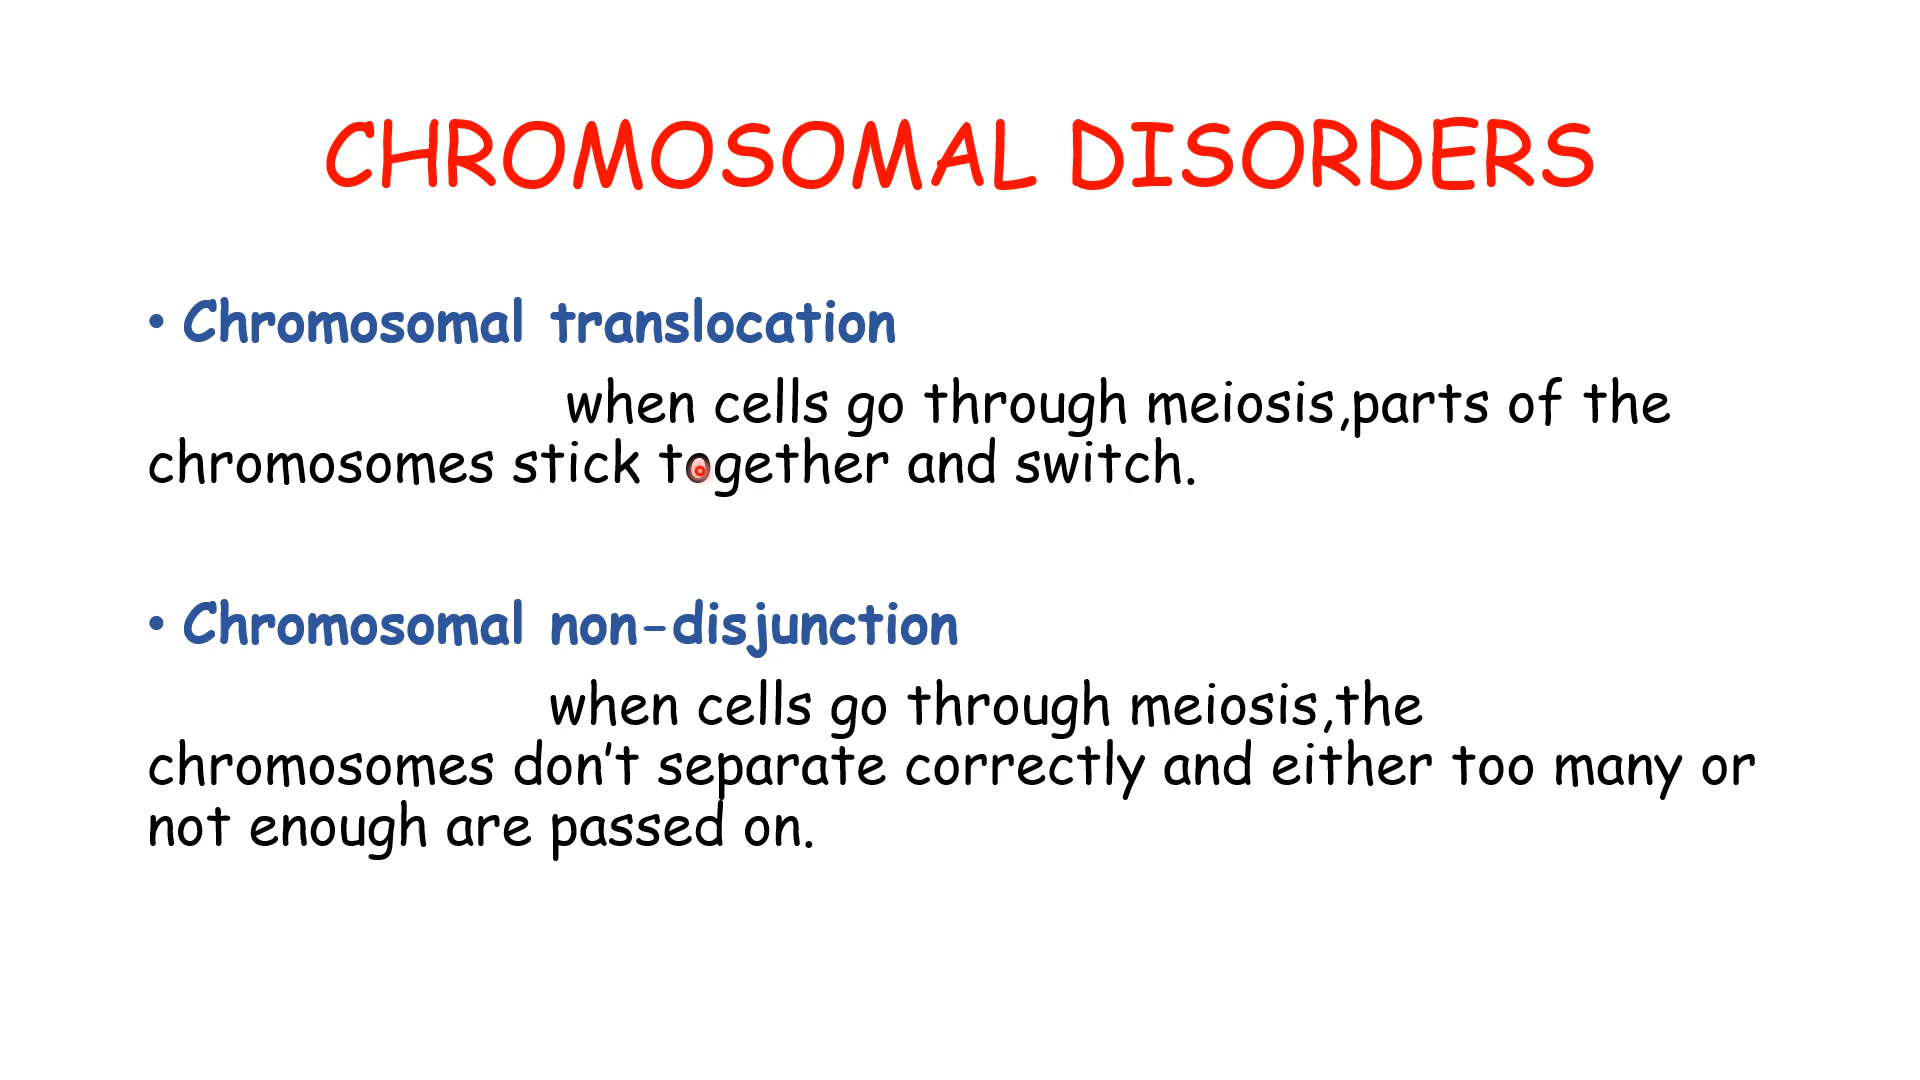 CHROMOSOMAL DISORDERS
• Chromosomal translocation
when cells go through meiosis,parts of the
chromosomes stick together and switch.
• Chromosomal non-disjunction
when cells go through meiosis,the
chromosomes don't separate correctly and either too many or
not enough are passed on.